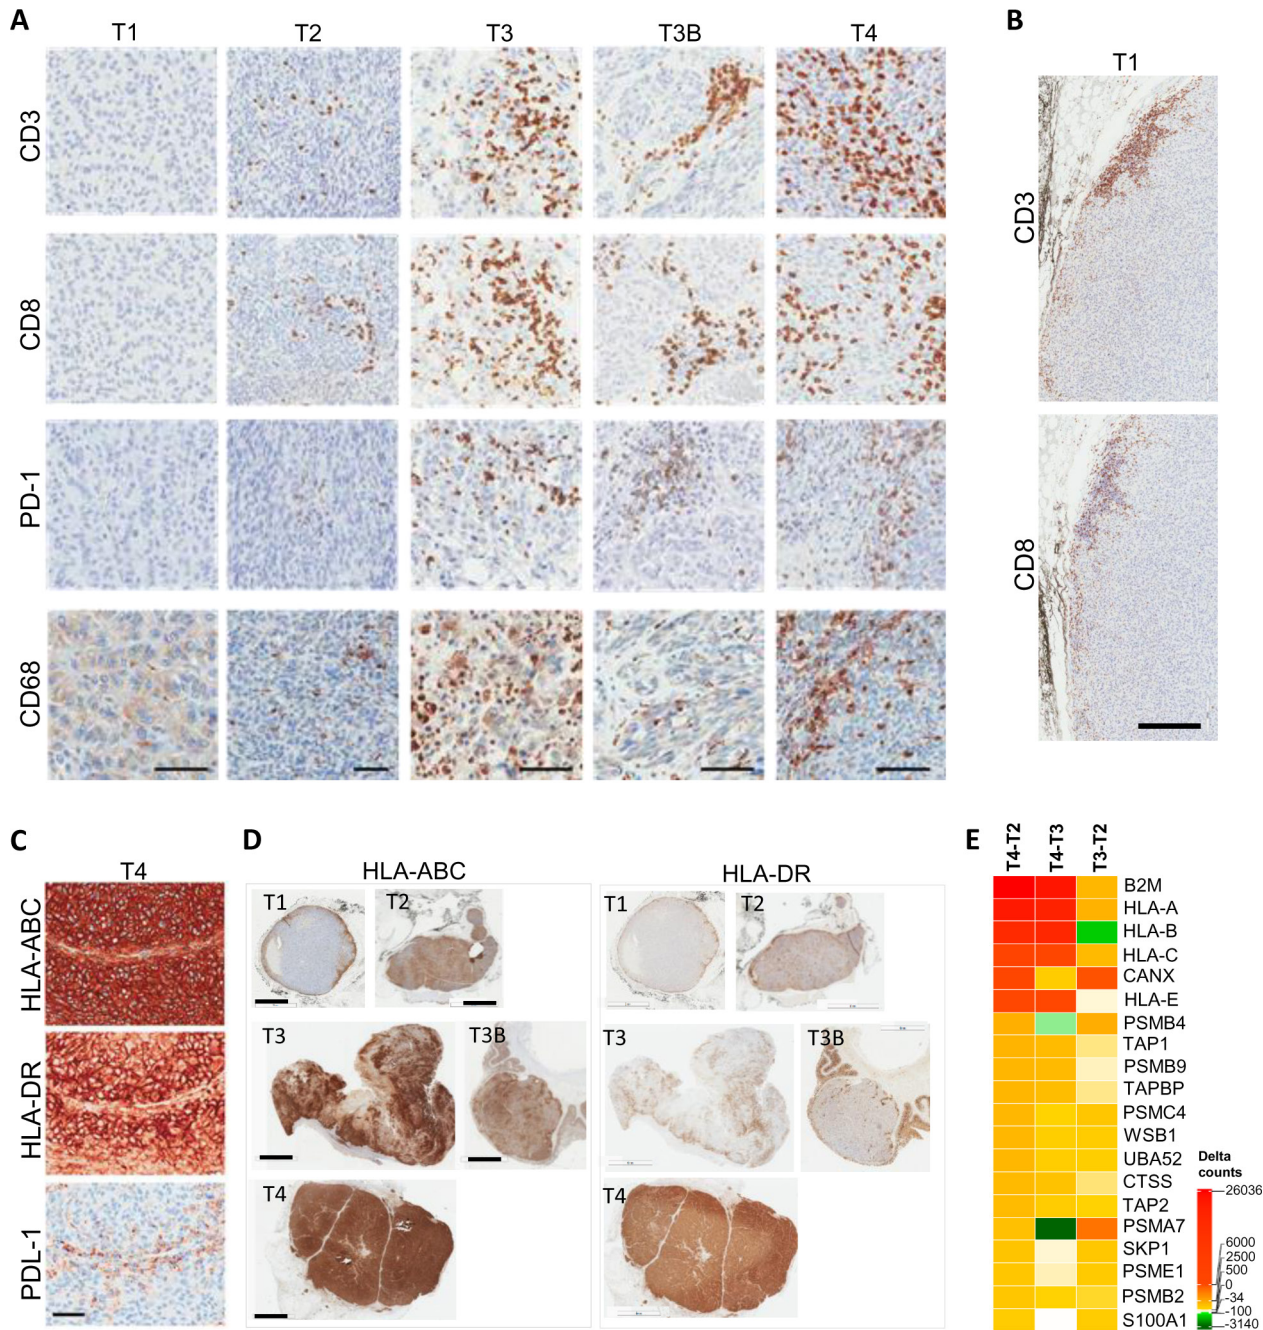 A
T1
T2
T3
T3B
T4
CD3
CD8
PD-1
CD68
B
T1
CD3
CD8
C
T4
HLA-ABC
HLA-DR
PDL-1
D
HLA-ABC
T1
T2
T3
T3B
T4
HLA-DR
T1
T2
T3
T3B
T4
E
T4-T2
T4-T3
T3-T2
B2M
HLA-A
HLA-B
HLA-C
CANX
HLA-E
PSMB4
TAP1
PSMB9
TAPBP
PSMC4
WSB1
UBA52
CTSS
TAP2
PSMA7
SKP1
PSME1
PSMB2
S100A1
Delta
counts
26036
6000
2500
500
0
-34
-100
-3140